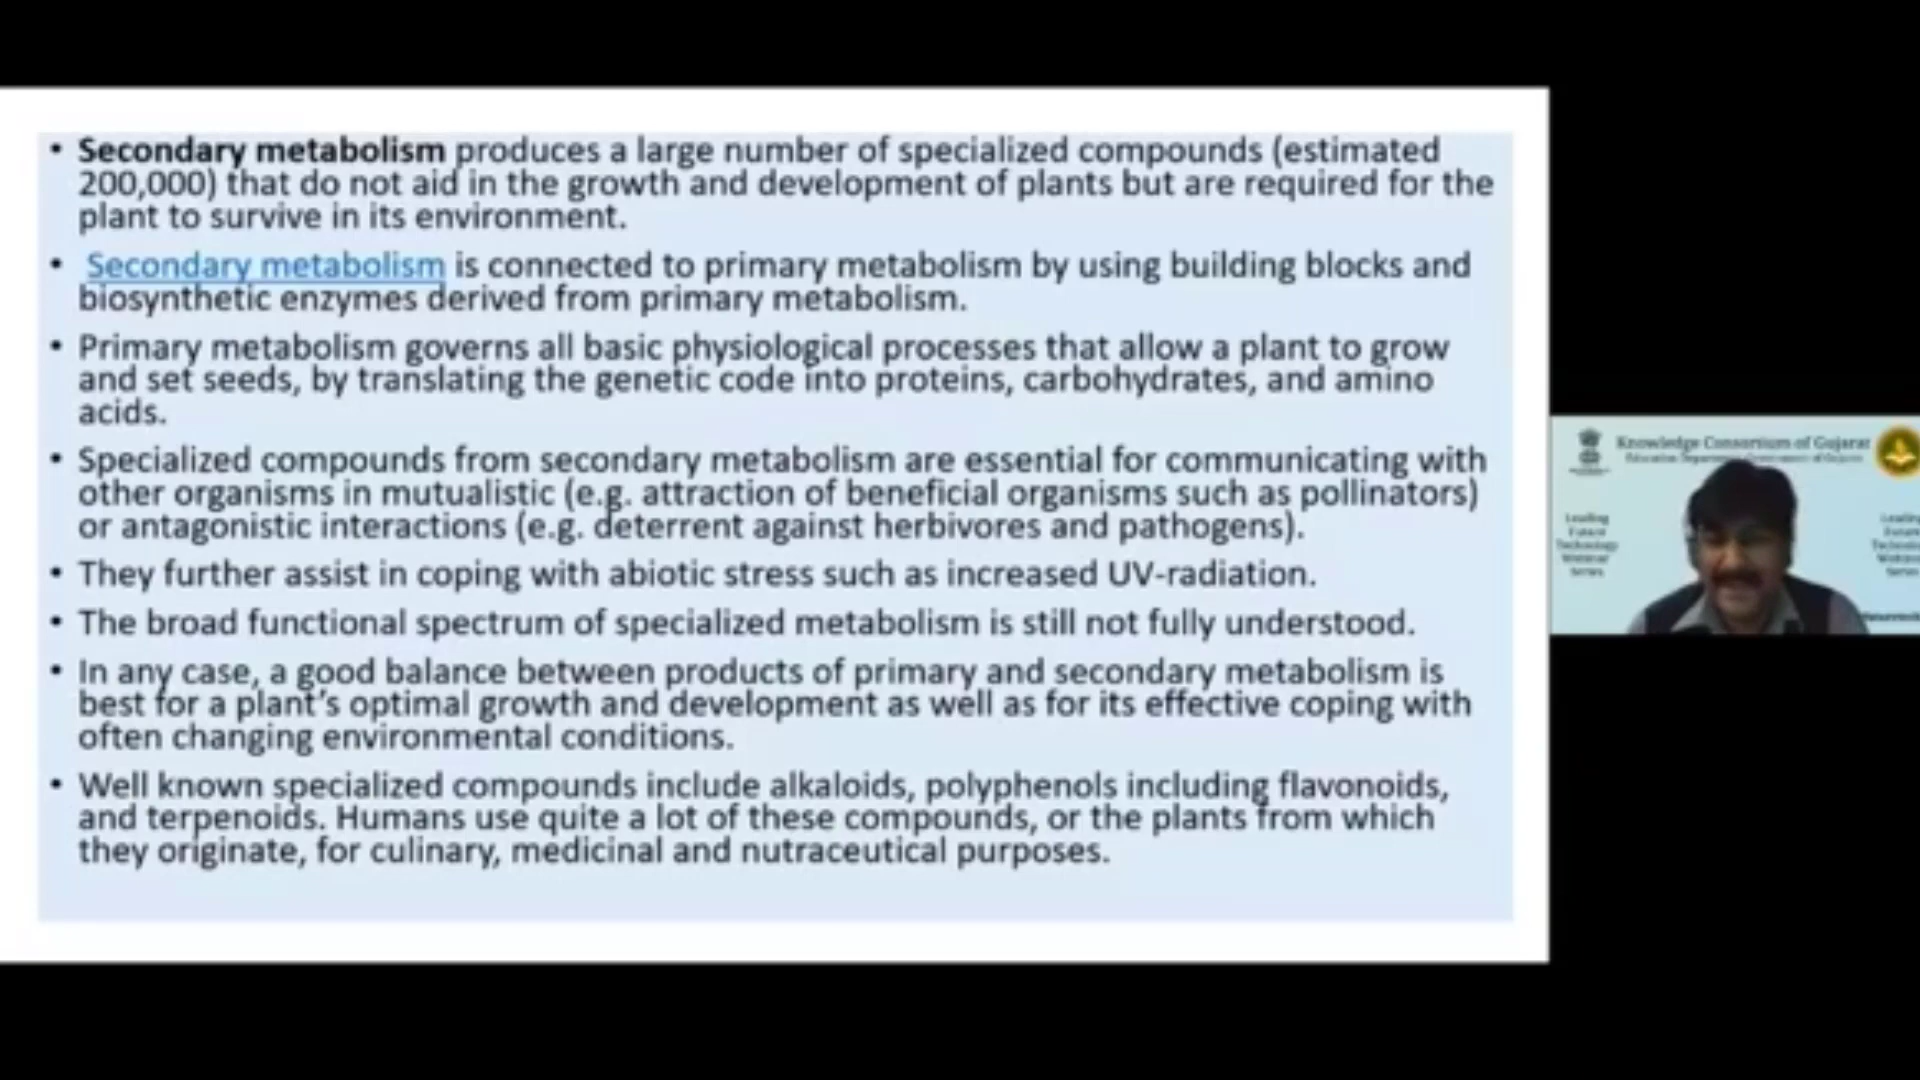 • Secondary metabolism produces a large number of specialized compounds (estimated
200,000) that do not aid in the growth and development of plants but are required for the
plant to survive in its environment.
• Secondary metabolism is connected to primary metabolism by using building blocks and
biosynthetic enzymes derived from primary metabolism.
• Primary metabolism governs all basic physiological processes that allow a plant to grow
and set seeds, by translating the genetic code into proteins, carbohydrates, and amino
acids.
• Specialized compounds from secondary metabolism are essential for communicating with
other organisms in mutualistic (e.g. attraction of beneficial organisms such as pollinators)
or antagonistic interactions (e.g. deterrent against herbivores and pathogens).
• They further assist in coping with abiotic stress such as increased UV-radiation.
• The broad functional spectrum of specialized metabolism is still not fully understood.
• In any case, a good balance between products of primary and secondary metabolism is
best for a plant's optimal growth and development as well as for its effective coping with
often changing environmental conditions.
• Well known specialized compounds include alkaloids, polyphenols including flavonoids,
and terpenoids. Humans use quite a lot of these compounds, or the plants from which
they originate, for culinary, medicinal and nutraceutical purposes.
Knowledge Consortium of Gujarat
Education Department Government of Gujarat
Leading
Future
Technology
Webinar
Series